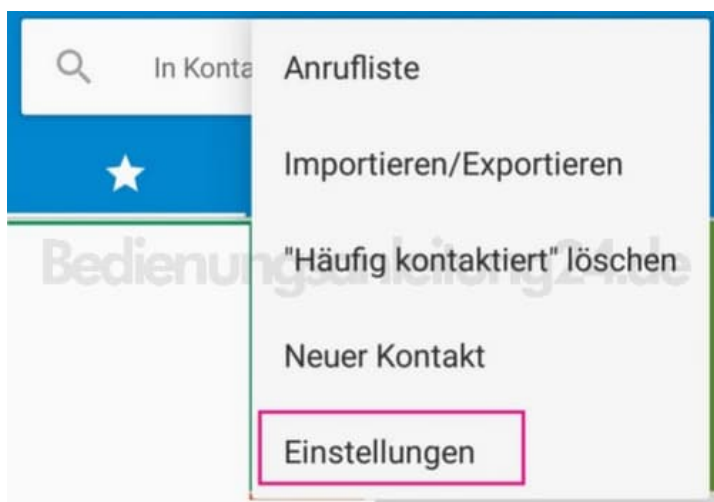 In Konta
Anrufliste
Importieren/Exportieren
"Häufig kontaktiert" löschen
Bedienungsanleitung24.de
Neuer Kontakt
Einstellungen